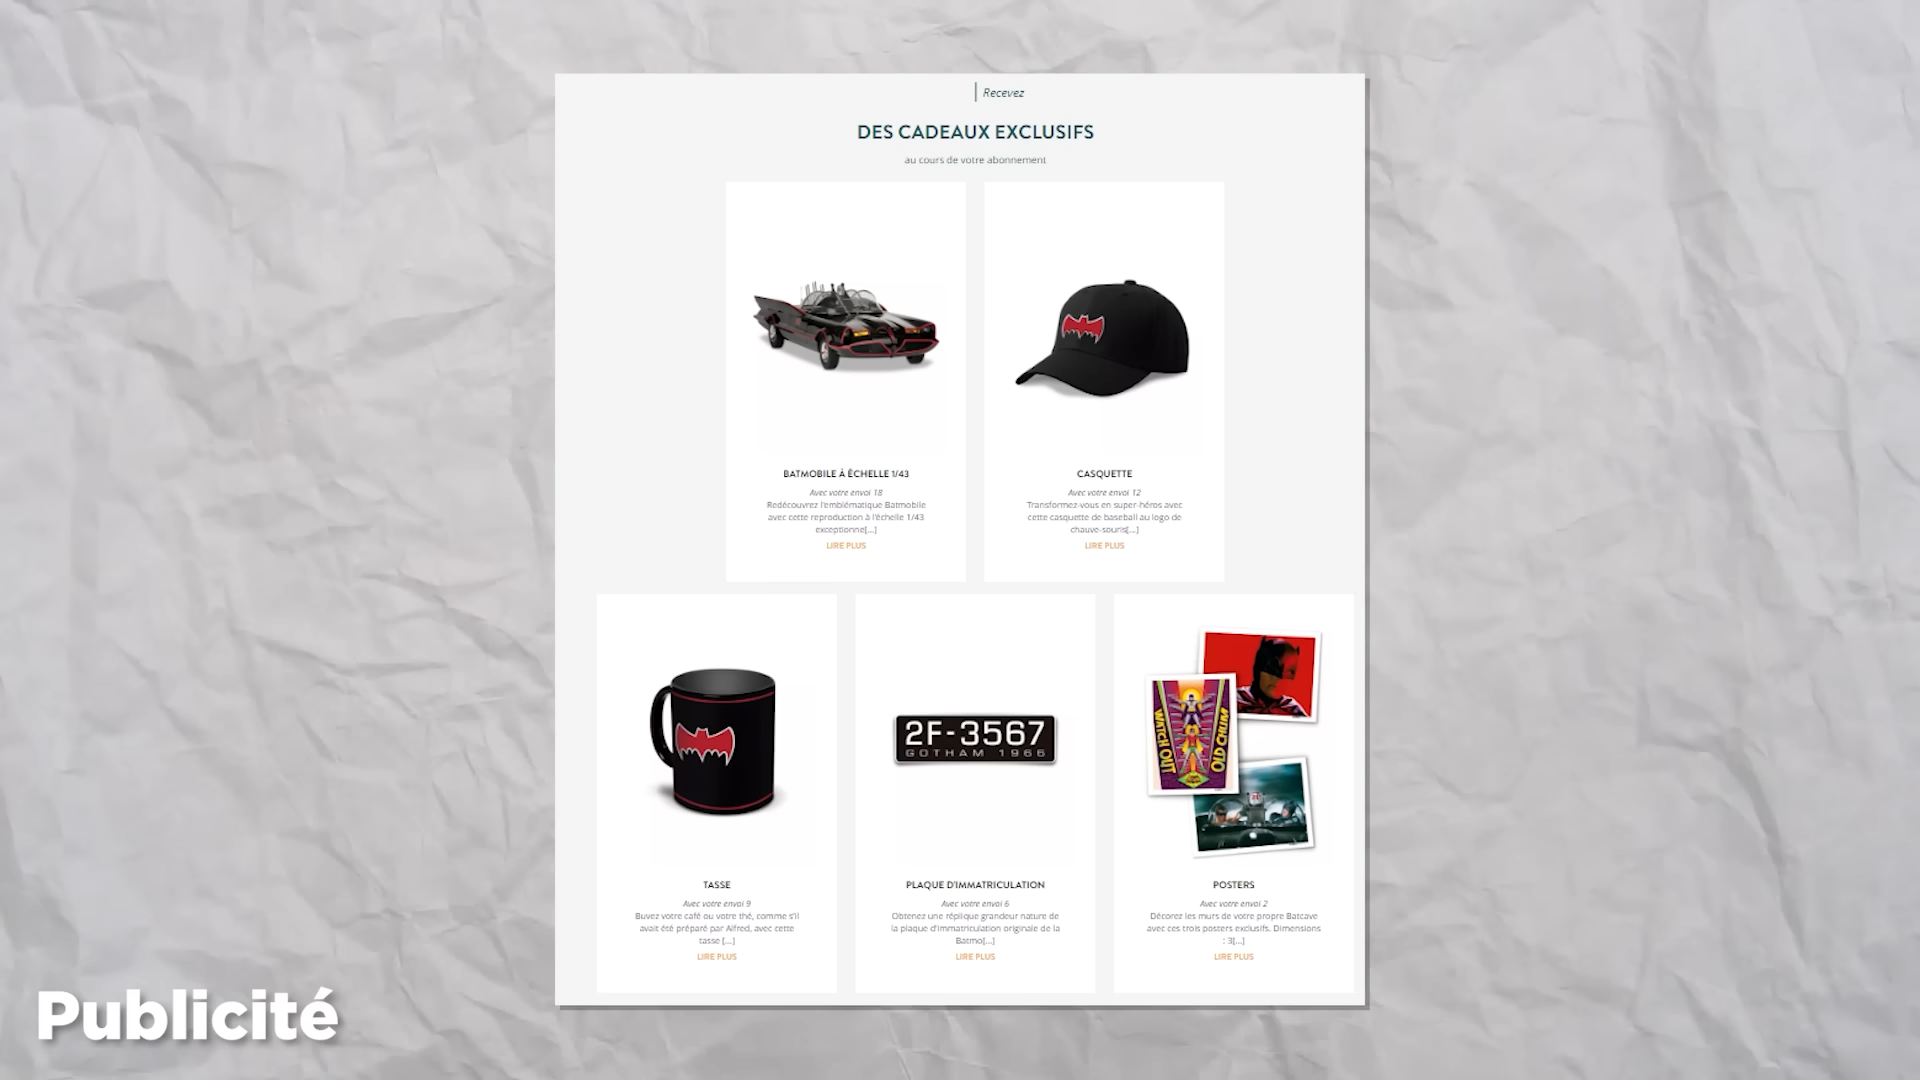 Recevez
DES CADEAUX EXCLUSIFS
au cours de votre abonnement
BATMOBILE À ÉCHELLE 1/43
Avec votre envoi 18
Redécouvrez l'emblématique Batmobile
avec cette reproduction à l'échelle 1/43
exceptionne[...]
LIRE PLUS
CASQUETTE
Avec votre envoi 12
Transformez-vous en super-héros avec
cette casquette de baseball au logo de
chauve-souris[...]
LIRE PLUS
2F-3567
GOTHAM 1966
WATCH OUT
OLD CHUM
TASSE
Avec votre envoi 9
Buvez votre café ou votre thé, comme s'il
avait été préparé par Alfred, avec cette
tasse [...]
LIRE PLUS
PLAQUE D'IMMATRICULATION
Avec votre envoi 6
Obtenez une réplique grandeur nature de
la plaque d'immatriculation originale de la
Batmo[...]
LIRE PLUS
POSTERS
Avec votre envoi 2
Décorez les murs de votre propre Batcave
avec ces trois posters exclusifs. Dimensions
: 3[...]
LIRE PLUS
Publicité